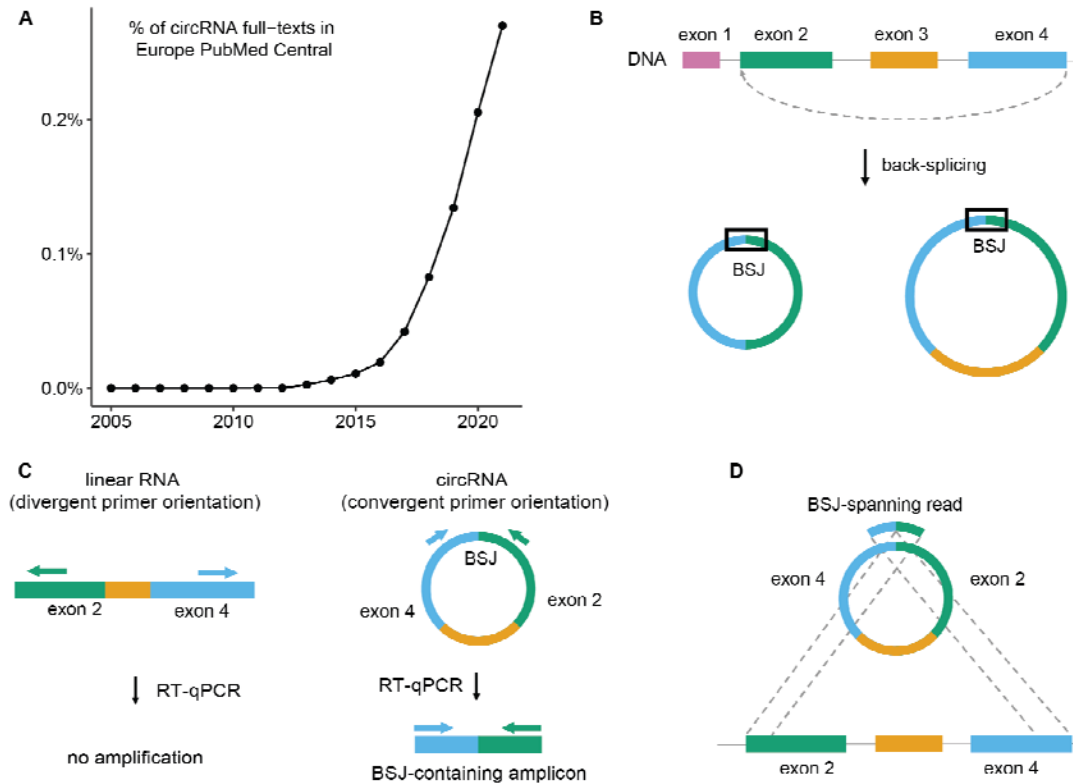 A
% of circRNA full-texts in
Europe PubMed Central
0.2%
0.1%
0.0%
2005
2010
2015
2020
B
exon 1
exon 2
exon 3
exon 4
DNA
back-splicing
BSJ
BSJ
C
linear RNA
(divergent primer orientation)
exon 2
exon 4
RT-qPCR
no amplification
circRNA
(convergent primer orientation)
BSJ
exon 4
exon 2
RT-qPCR
BSJ-containing amplicon
D
BSJ-spanning read
exon 4
exon 2
exon 2
exon 4